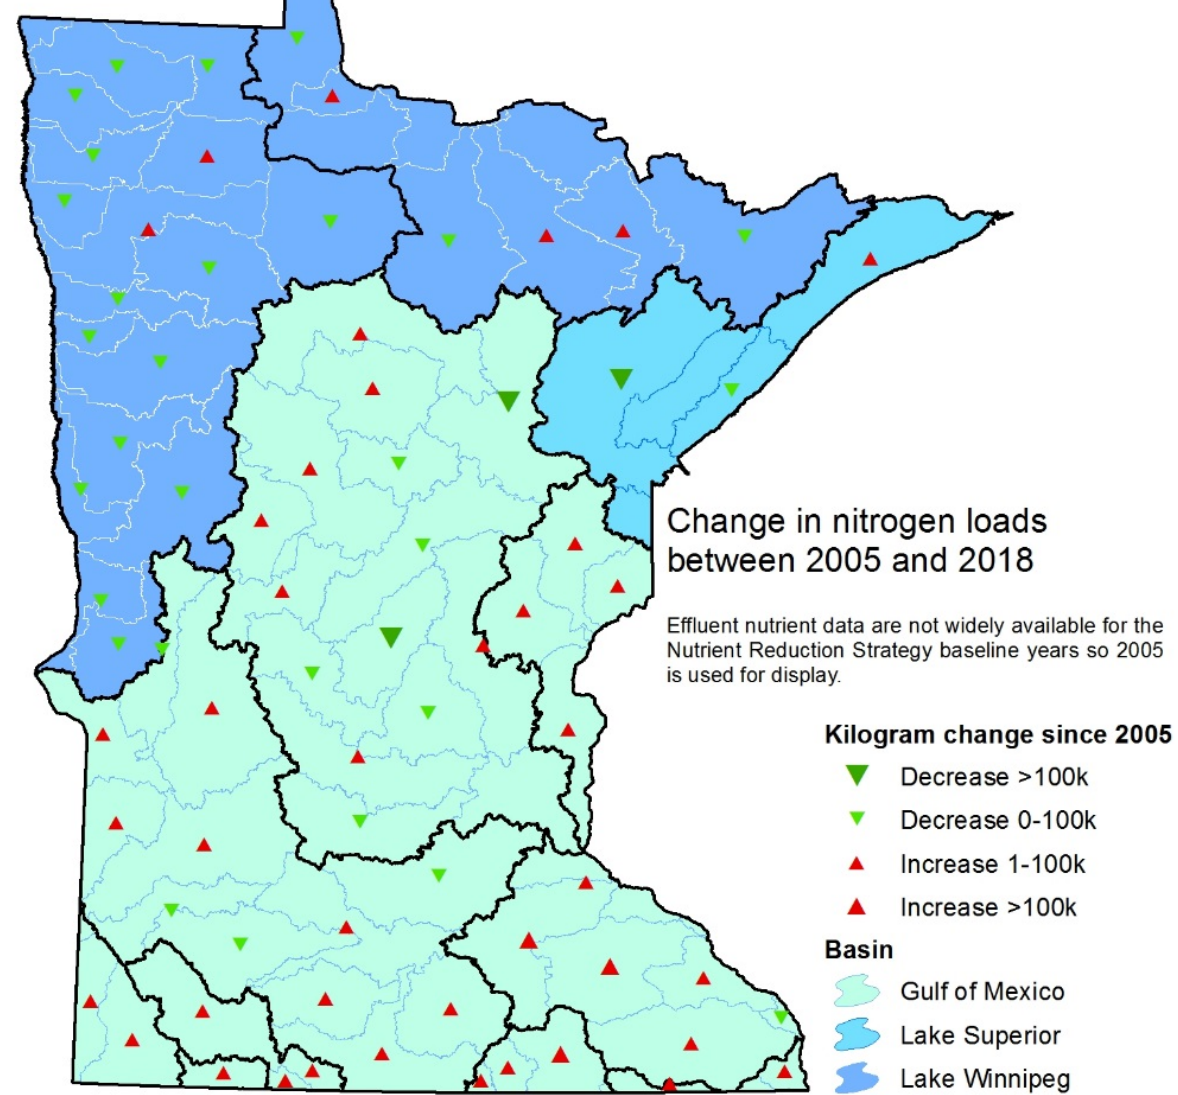 Change in nitrogen loads
between 2005 and 2018
Effluent nutrient data are not widely available for the
Nutrient Reduction Strategy baseline years so 2005
is used for display.
Kilogram change since 2005
Decrease >100k
Decrease 0-100k
Increase 1-100k
Increase >100k
Basin
Gulf of Mexico
Lake Superior
Lake Winnipeg